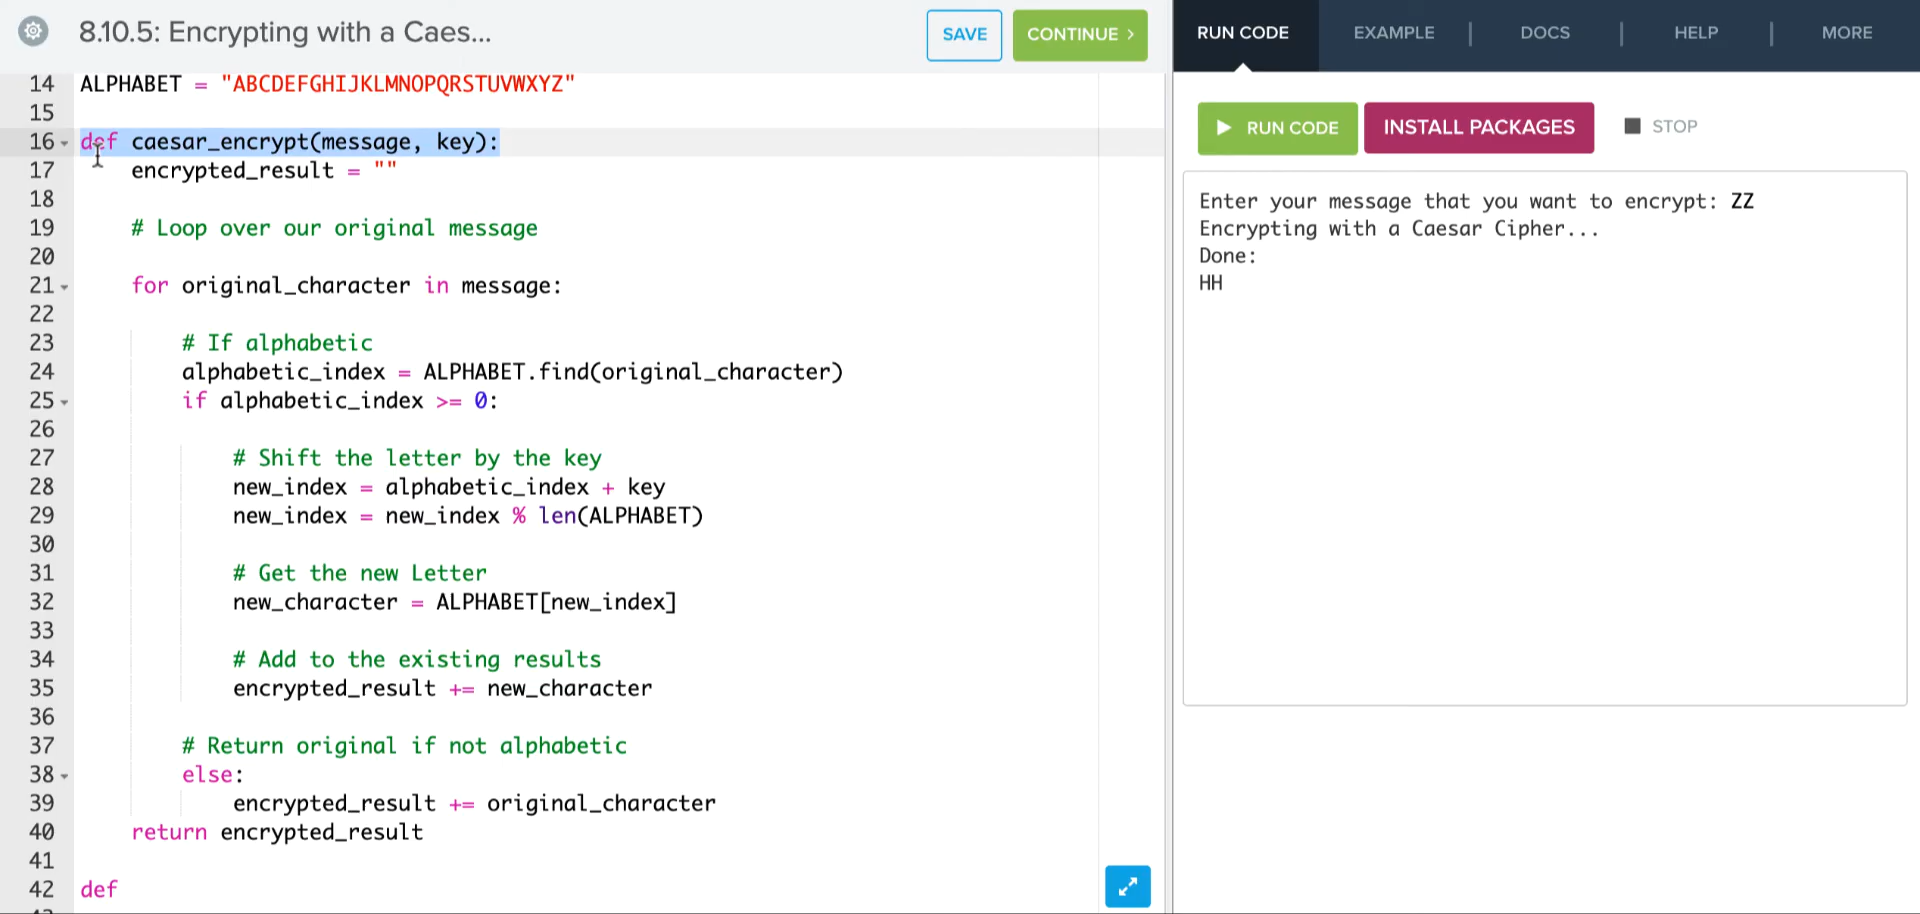 8.10.5: Encrypting with a Caes...
SAVE
CONTINUE >
RUN CODE
EXAMPLE
DOCS
HELP
MORE
14 ALPHABET = "ABCDEFGHIJKLMNOPQRSTUVWXYZ"
15
16 def caesar_encrypt(message, key):
17 encrypted_result = ""
18
19 # Loop over our original message
20
21 for original_character in message:
22
23 # If alphabetic
24 alphabetic_index = ALPHABET.find(original_character)
25 if alphabetic_index >= 0:
26
27 # Shift the letter by the key
28 new_index = alphabetic_index + key
29 new_index = new_index % len(ALPHABET)
30
31 # Get the new Letter
32 new_character = ALPHABET[new_index]
33
34 # Add to the existing results
35 encrypted_result += new_character
36
37 # Return original if not alphabetic
38 else:
39 encrypted_result += original_character
40 return encrypted_result
41
42 def
RUN CODE
INSTALL PACKAGES
STOP
Enter your message that you want to encrypt: ZZ
Encrypting with a Caesar Cipher...
Done:
HH